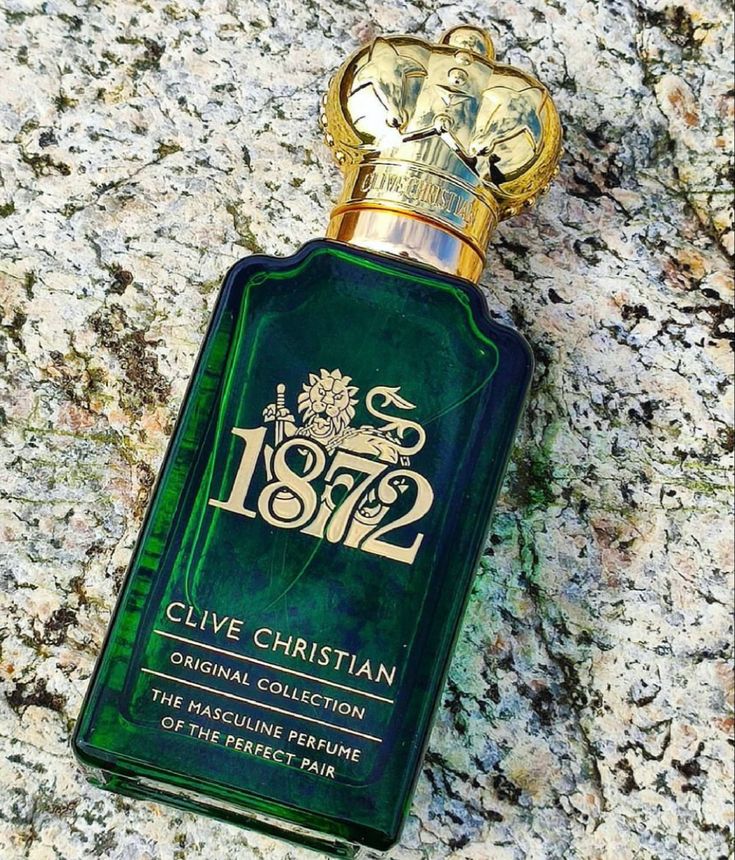 CLIVE CHRISTIAN
1872
CLIVE CHRISTIAN
ORIGINAL COLLECTION
THE MASCULINE PERFUME
OF THE PERFECT PAIR